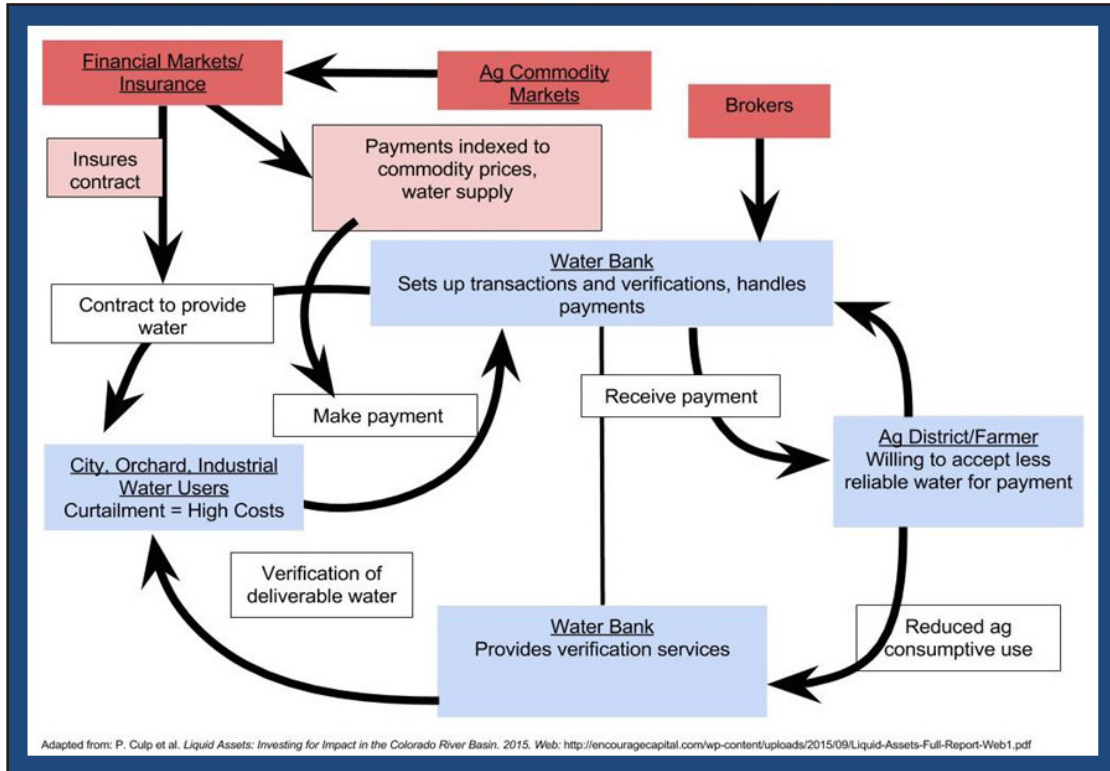 Financial Markets/
Insurance
Ag Commodity
Markets
Brokers
Insures
contract
Payments indexed to
commodity prices,
water supply
Water Bank
Sets up transactions and verifications, handles
payments
Contract to provide
water
Make payment
Receive payment
Ag District/Farmer
Willing to accept less
reliable water for payment
City, Orchard, Industrial
Water Users
Curtailment = High Costs
Verification of
deliverable water
Water Bank
Provides verification services
Reduced ag
consumptive use
Adapted from: P. Culp et al. Liquid Assets: Investing for Impact in the Colorado River Basin. 2015. Web: http://encouragecapital.com/wp-content/uploads/2015/09/Liquid-Assets-Full-Report-Web1.pdf